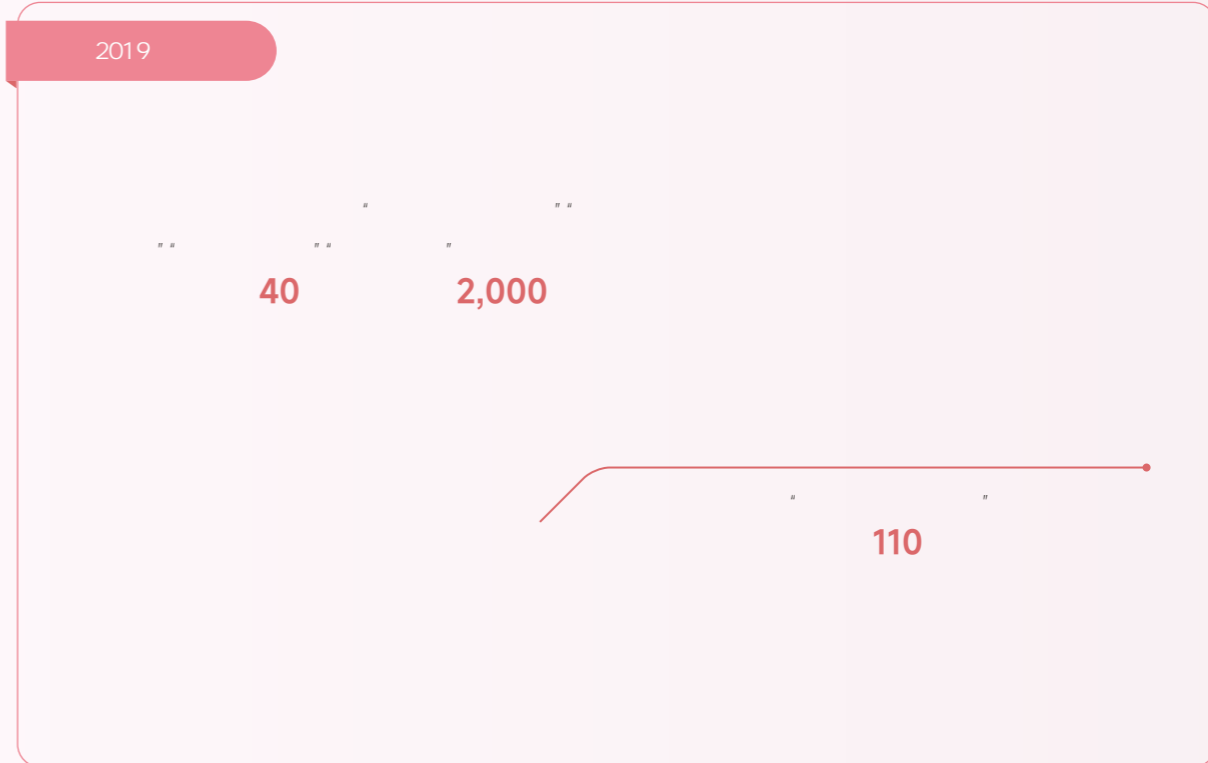 2019
“ ” “
” “ ” “ ”
40 2,000
“ ”
110